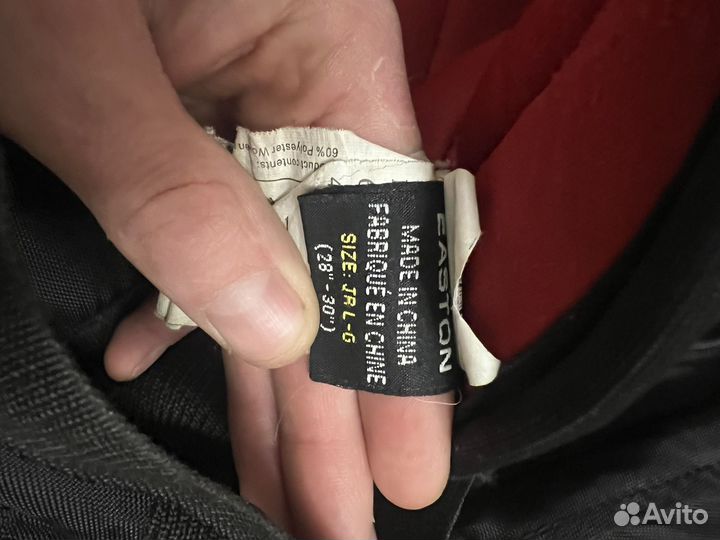 EASTON
MADE IN CHINA
FABRIQUÉ EN CHINE
SIZE: JR L-G
(28" - 30")
60% Polyester
Avito